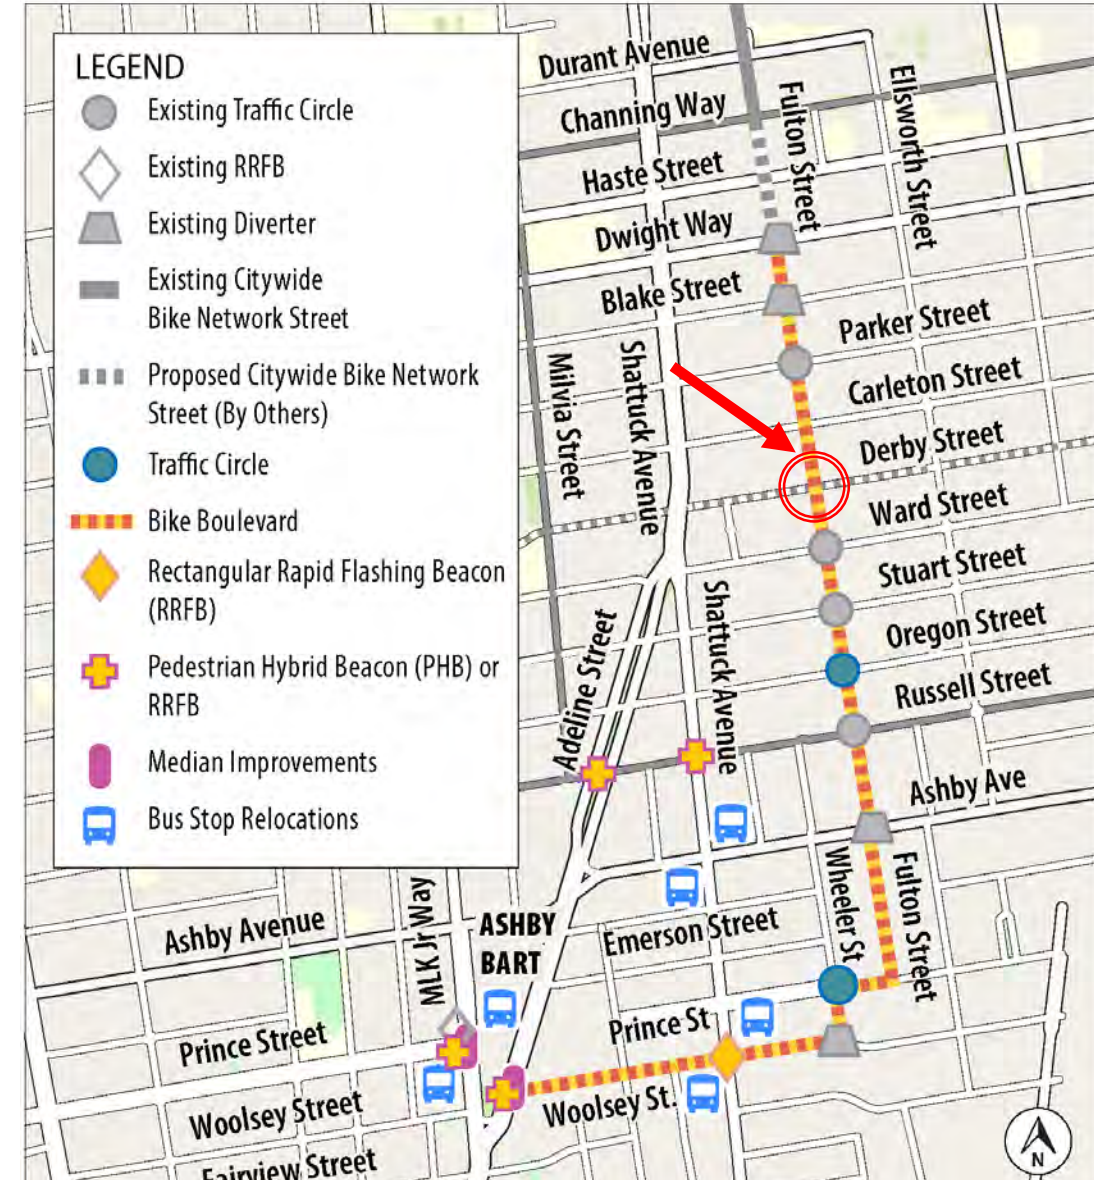 LEGEND
Existing Traffic Circle
Existing RRFB
Existing Diverter
Existing Citywide
Bike Network Street
Proposed Citywide Bike Network
Street (By Others)
Traffic Circle
Bike Boulevard
Rectangular Rapid Flashing Beacon
(RRFB)
Pedestrian Hybrid Beacon (PHB) or
RRFB
Median Improvements
Bus Stop Relocations
Durant Avenue
Channing Way
Haste Street
Dwight Way
Blake Street
Fulton Street
Ellsworth Street
Parker Street
Carleton Street
Derby Street
Ward Street
Stuart Street
Oregon Street
Russell Street
Ashby Ave
Milvia Street
Shattuck Avenue
Shattuck Avenue
Adeline Street
Wheeler St
Fulton Street
MLK Jr Way
ASHBY
BART
Ashby Avenue
Emerson Street
Prince Street
Prince St
Woolsey Street
Woolsey St.
Fairview Street
N